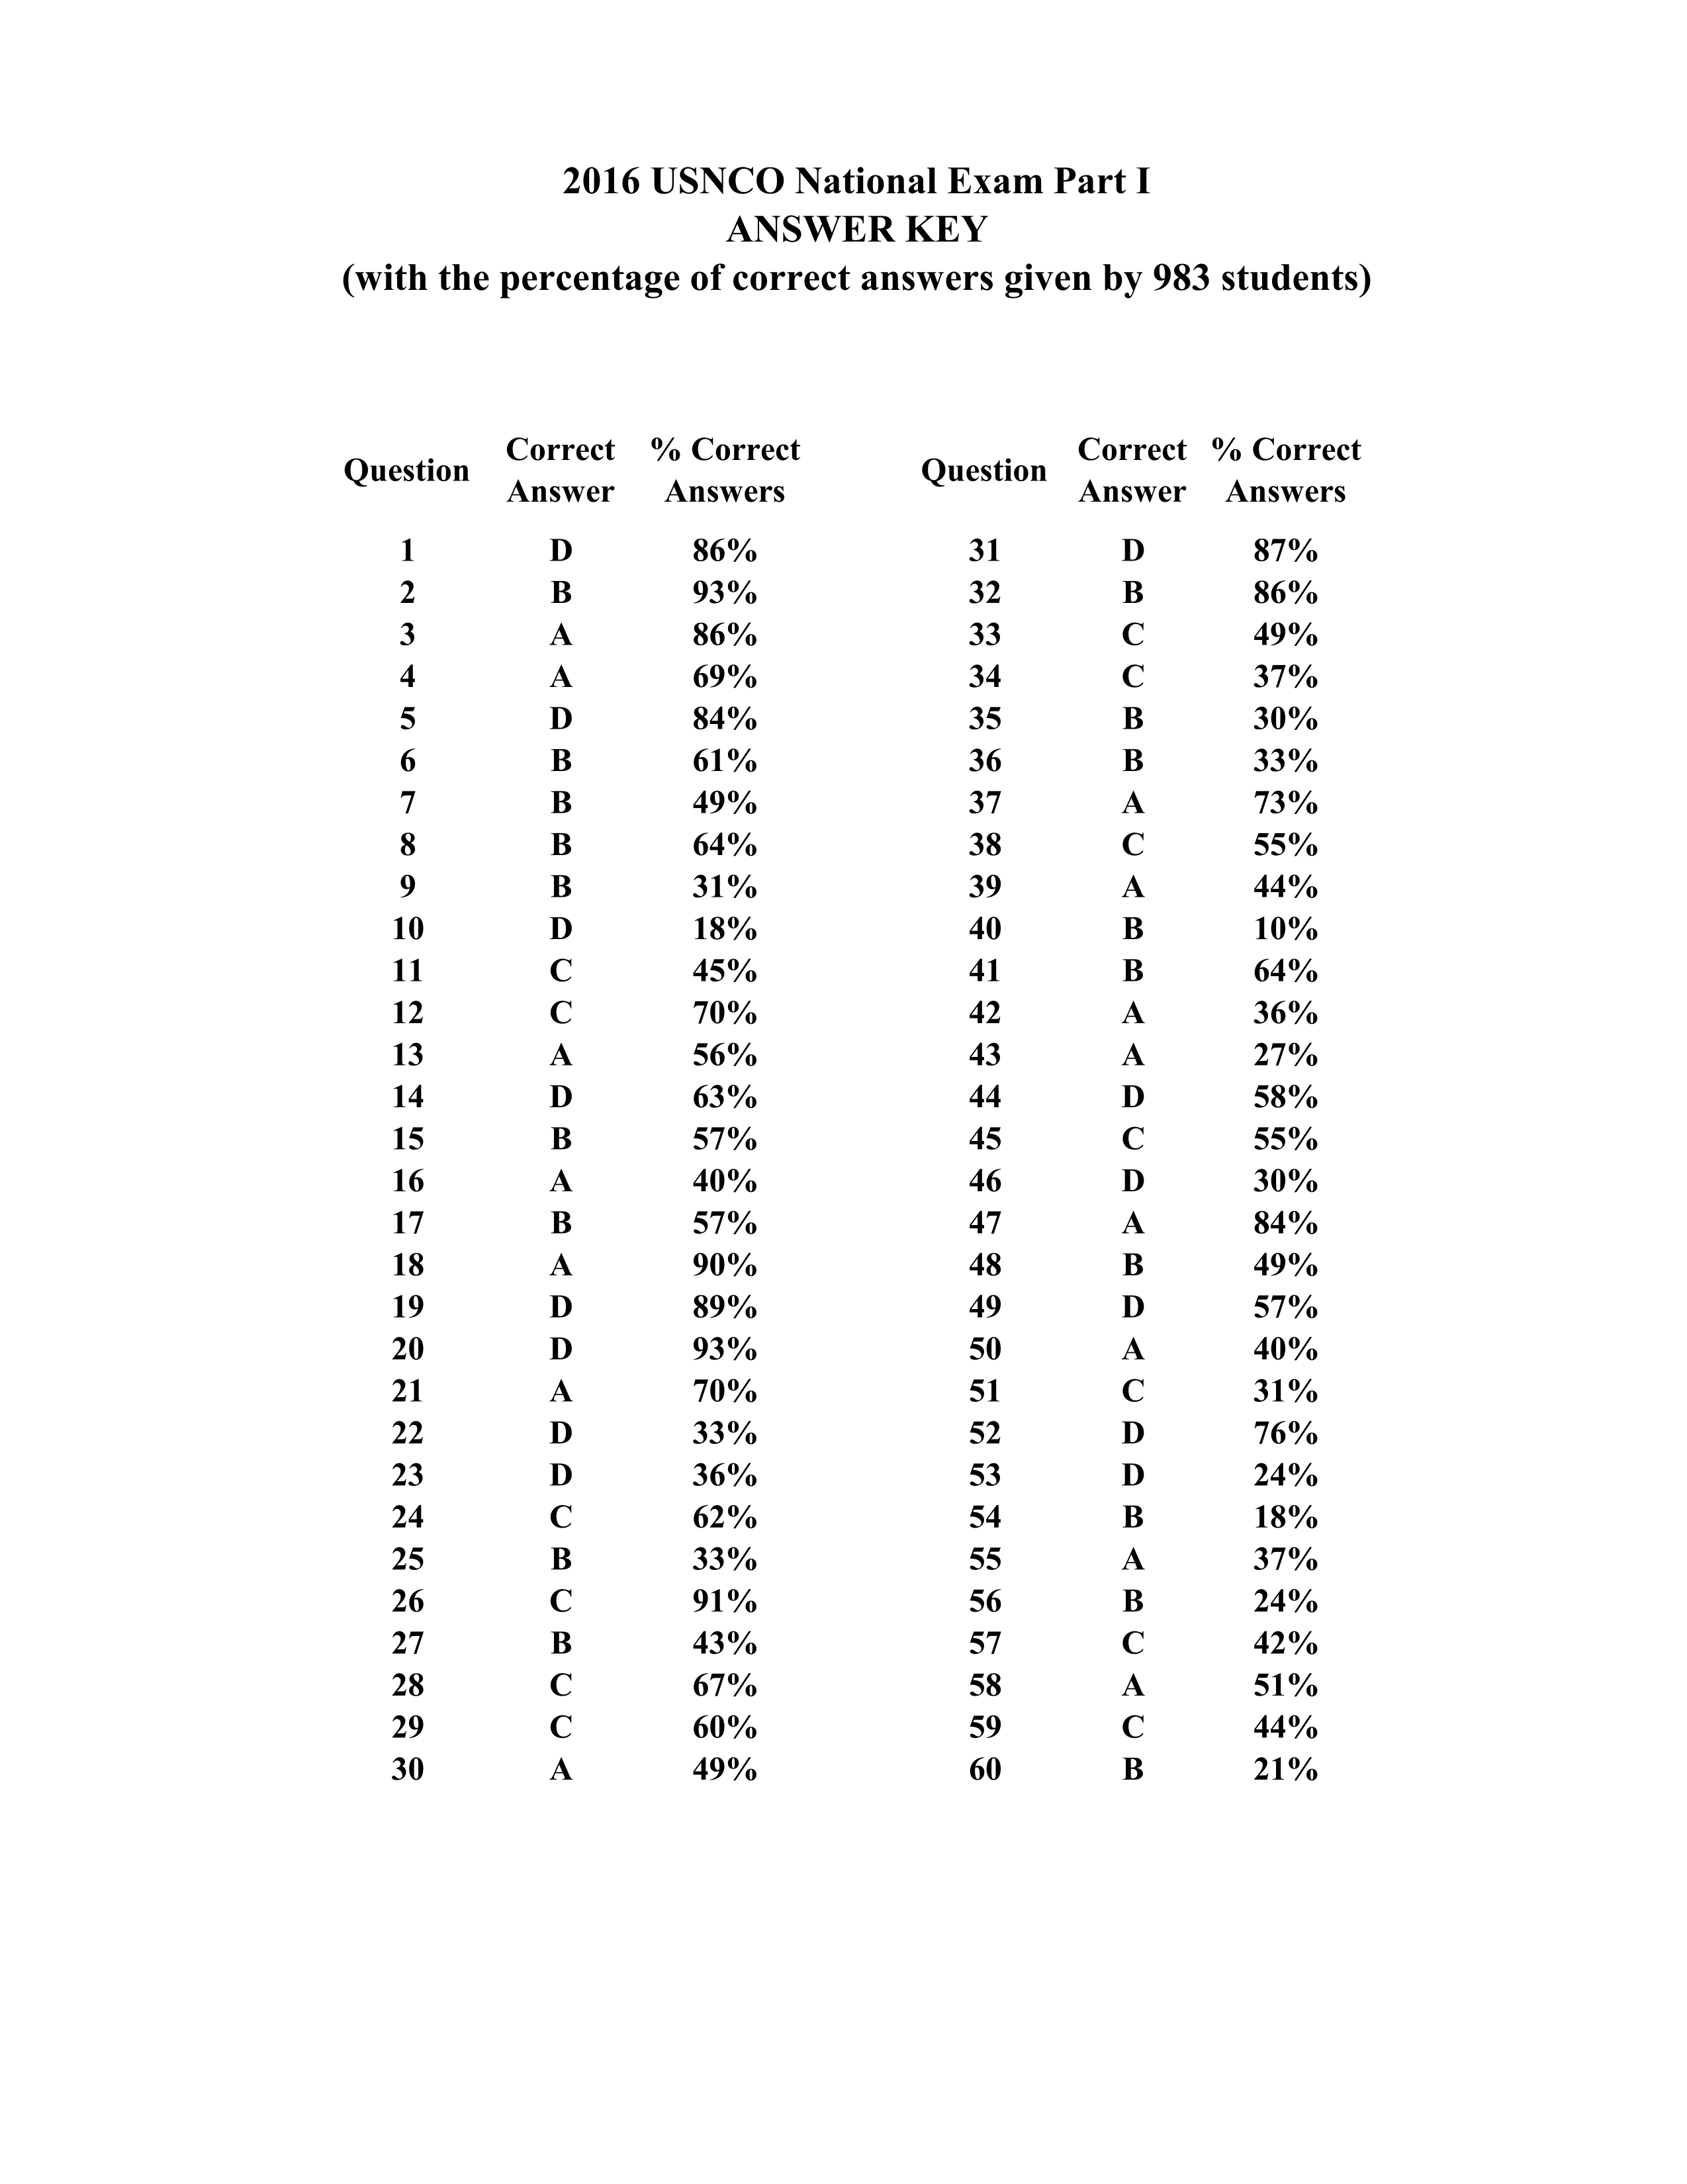 2016 USNCO National Exam Part I
ANSWER KEY
(with the percentage of correct answers given by 983 students)
Question Correct Answer % Correct Answers Question Correct Answer % Correct Answers
1 D 86% 31 D 87%
2 B 93% 32 B 86%
3 A 86% 33 C 49%
4 A 69% 34 C 37%
5 D 84% 35 B 30%
6 B 61% 36 B 33%
7 B 49% 37 A 73%
8 B 64% 38 C 55%
9 B 31% 39 A 44%
10 D 18% 40 B 10%
11 C 45% 41 B 64%
12 C 70% 42 A 36%
13 A 56% 43 A 27%
14 D 63% 44 D 58%
15 B 57% 45 C 55%
16 A 40% 46 D 30%
17 B 57% 47 A 84%
18 A 90% 48 B 49%
19 D 89% 49 D 57%
20 D 93% 50 A 40%
21 A 70% 51 C 31%
22 D 33% 52 D 76%
23 D 36% 53 D 24%
24 C 62% 54 B 18%
25 B 33% 55 A 37%
26 C 91% 56 B 24%
27 B 43% 57 C 42%
28 C 67% 58 A 51%
29 C 60% 59 C 44%
30 A 49% 60 B 21%